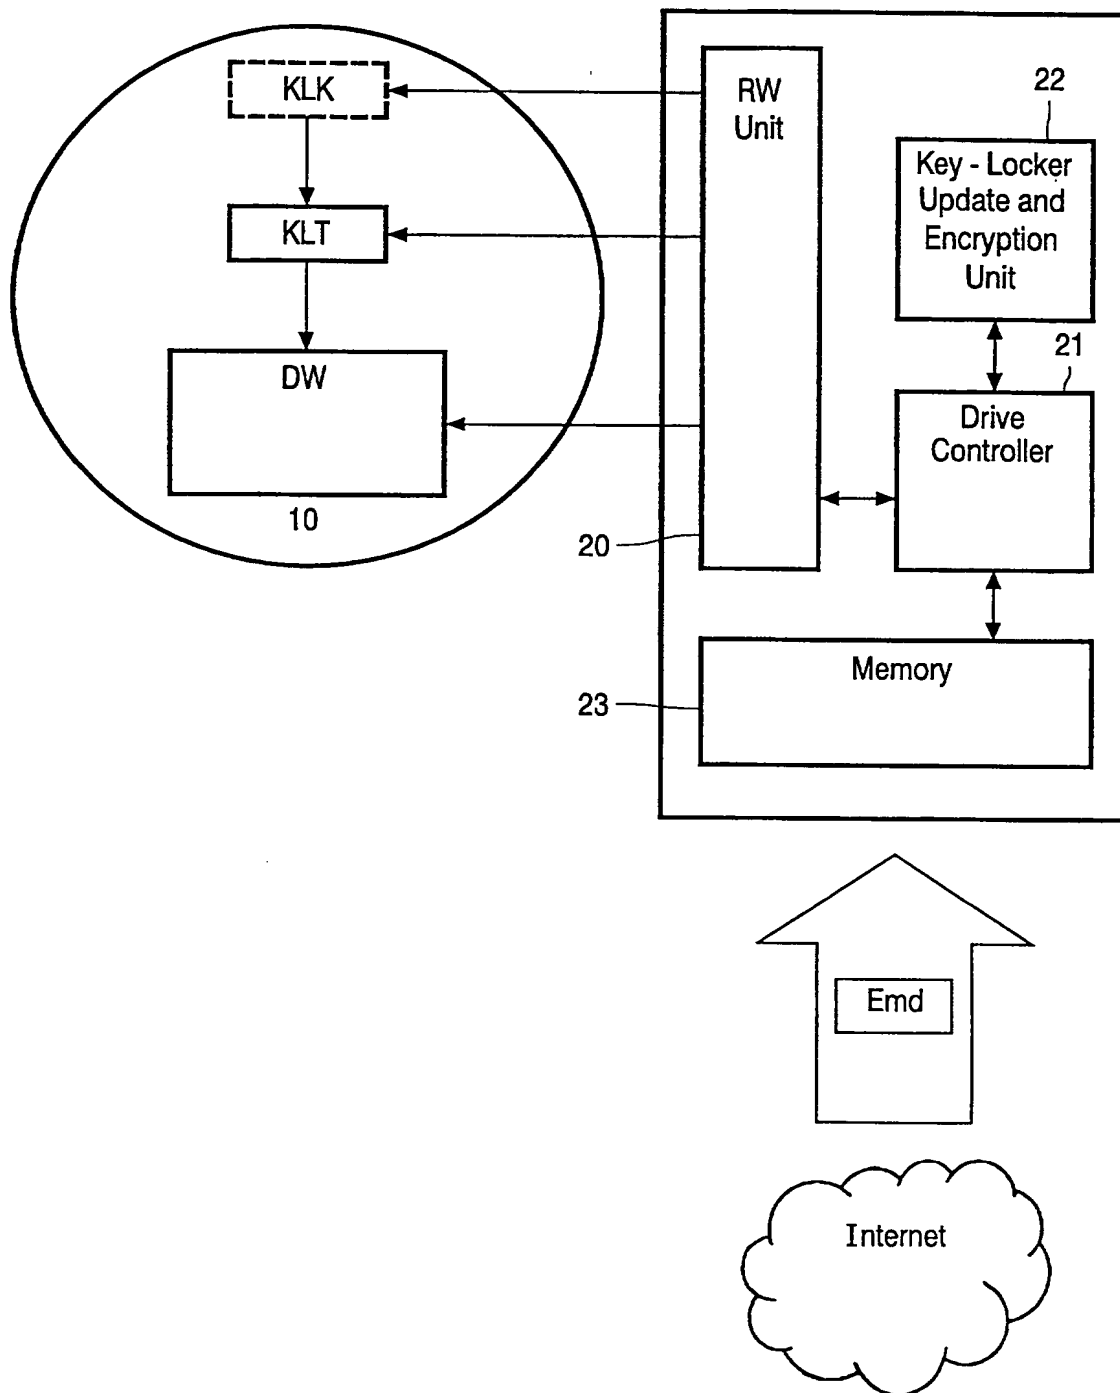 KLK
KLT
DW
10
RW
Unit
22
Key - Locker
Update and
Encryption
Unit
21
Drive
Controller
20
Memory
23
Emd
Internet